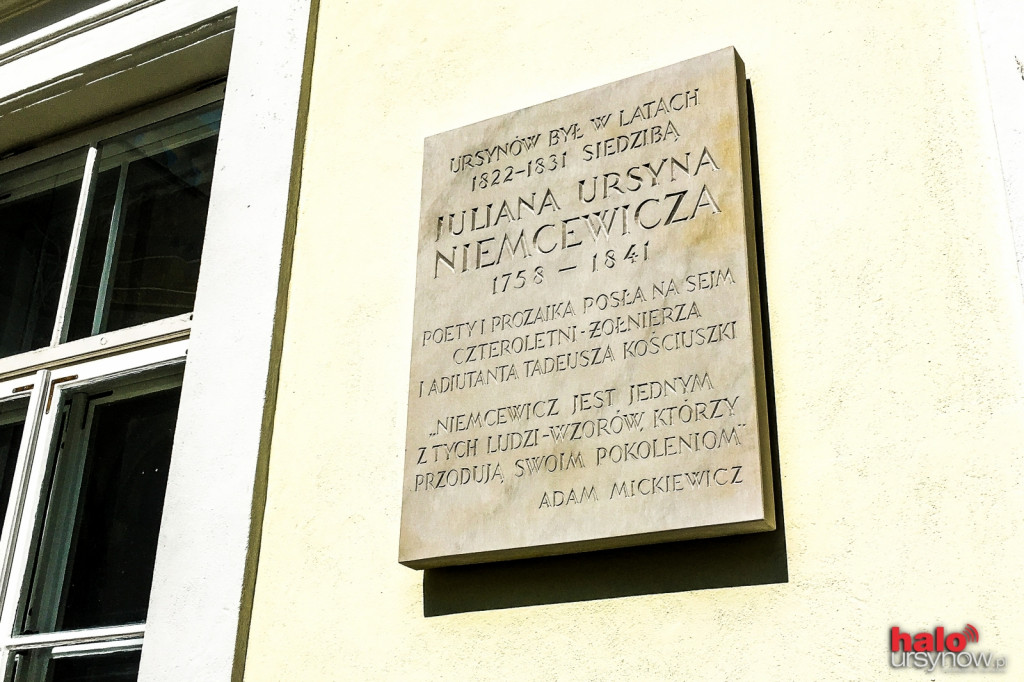 URSYNÓW BYŁ W LATACH
1822–1831 SIEDZIBĄ
JULIANA URSYNA
NIEMCEWICZA
1758 – 1841
POETY I PROZAIKA POSŁA NA SEJM
CZTEROLETNI-ŻOŁNIERZA
I ADIUTANTA TADEUSZA KOŚCIUSZKI
„NIEMCEWICZ JEST JEDNYM
Z TYCH LUDZI-WZORÓW, KTÓRZY
PRZODUJĄ SWOIM POKOLENIOM”
ADAM MICKIEWICZ
halo
ursynow.pl